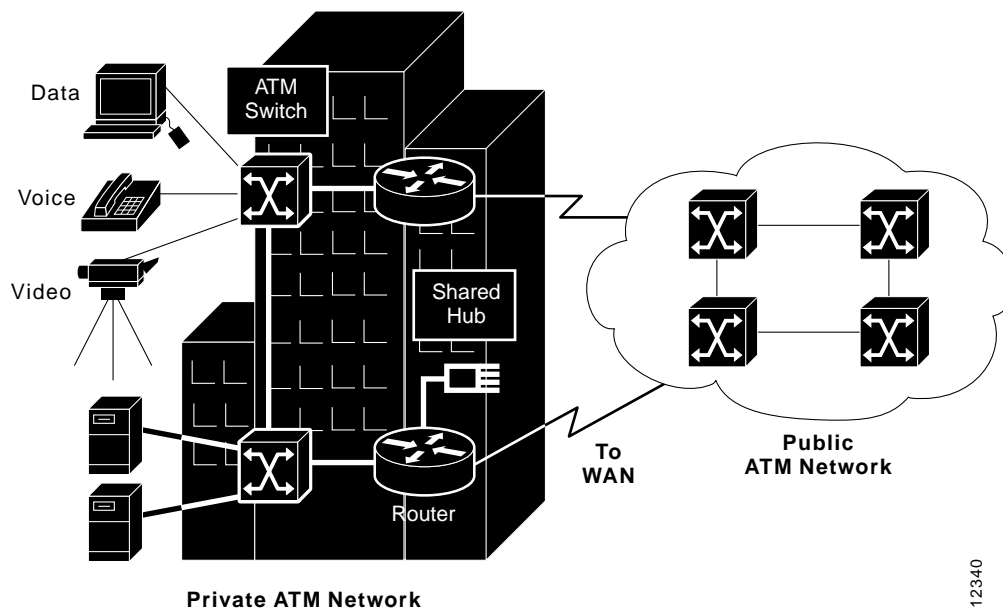 Data
ATM
Switch
Voice
Video
Shared
Hub
To
WAN
Public
ATM Network
Router
Private ATM Network
12340